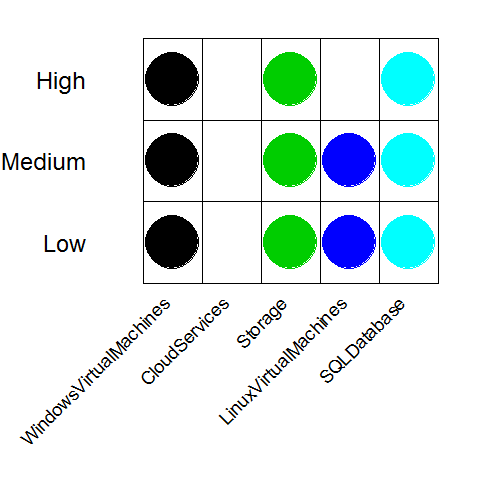 High
Medium
Low
WindowsVirtualMachines
CloudServices
Storage
LinuxVirtualMachines
SQLDatabase